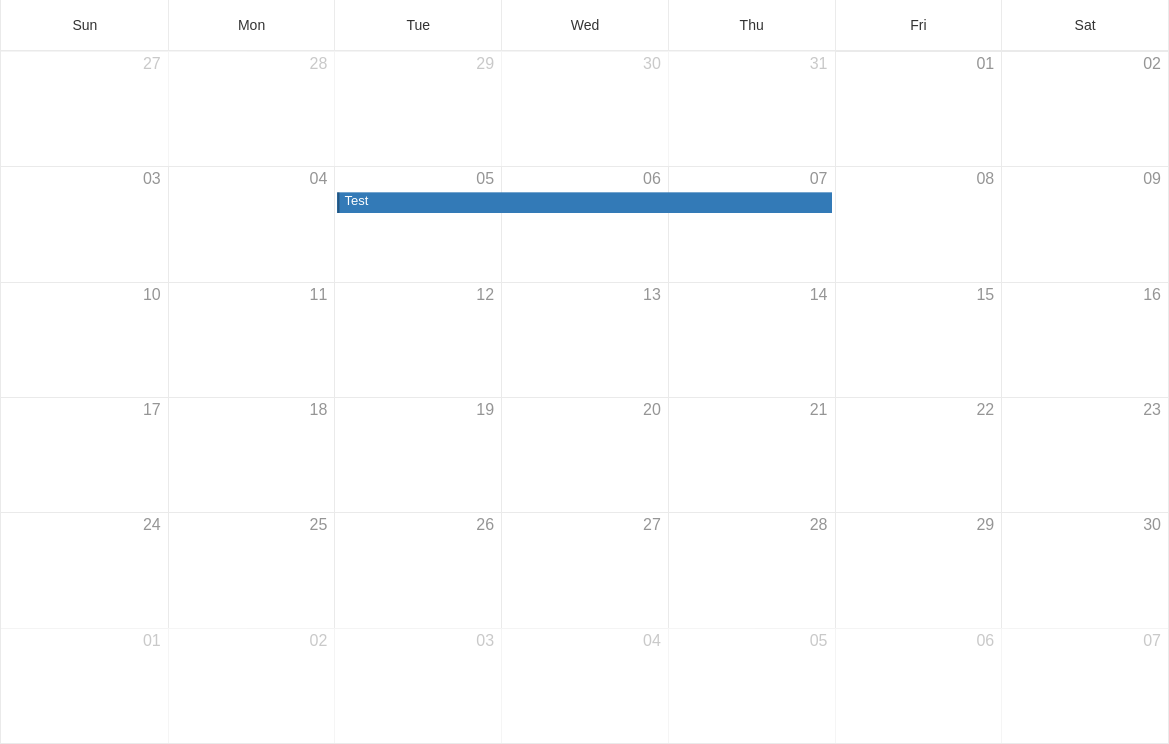 Sun Mon Tue Wed Thu Fri Sat
27 28 29 30 31 01 02
03 04 05 06 07 08 09
Test
10 11 12 13 14 15 16
17 18 19 20 21 22 23
24 25 26 27 28 29 30
01 02 03 04 05 06 07